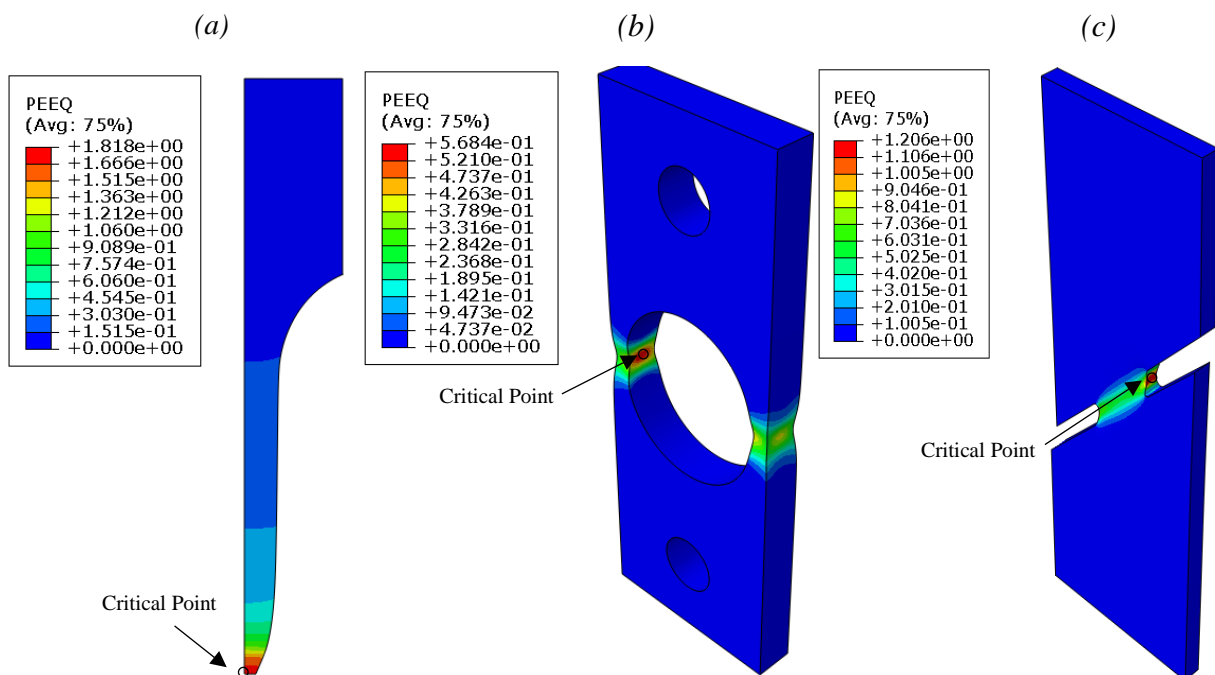 (a)
PEEQ
(Avg: 75%)
+1.818e+00
+1.666e+00
+1.515e+00
+1.363e+00
+1.212e+00
+1.060e+00
+9.089e-01
+7.574e-01
+6.060e-01
+4.545e-01
+3.030e-01
+1.515e-01
+0.000e+00
Critical Point
(b)
PEEQ
(Avg: 75%)
+5.684e-01
+5.210e-01
+4.737e-01
+4.263e-01
+3.789e-01
+3.316e-01
+2.842e-01
+2.368e-01
+1.895e-01
+1.421e-01
+9.473e-02
+4.737e-02
+0.000e+00
Critical Point
(c)
PEEQ
(Avg: 75%)
+1.206e+00
+1.106e+00
+1.005e+00
+9.046e-01
+8.041e-01
+7.036e-01
+6.031e-01
+5.025e-01
+4.020e-01
+3.015e-01
+2.010e-01
+1.005e-01
+0.000e+00
Critical Point